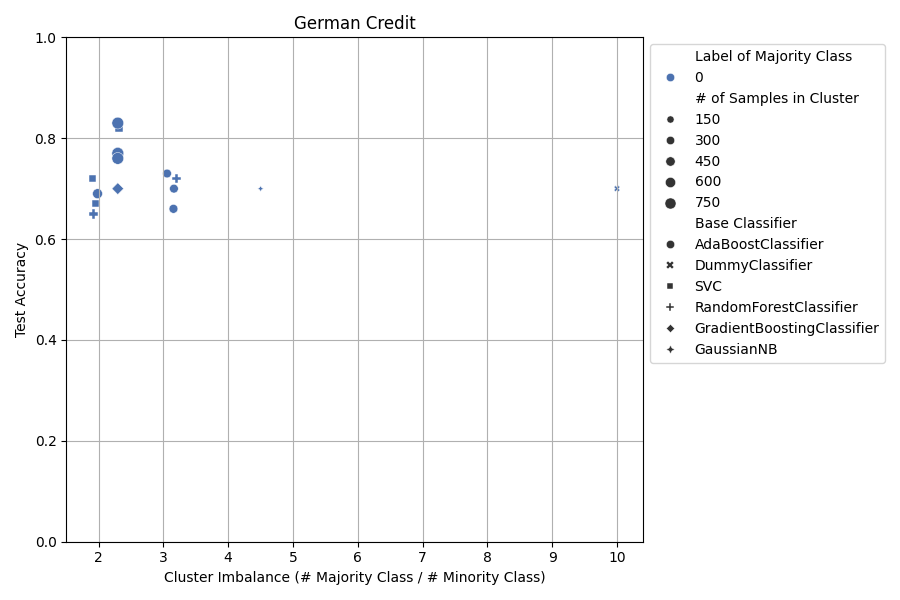 German Credit
1.0
0.8
0.6
0.4
0.2
0.0
Test Accuracy
2 3 4 5 6 7 8 9 10
Cluster Imbalance (# Majority Class / # Minority Class)
Label of Majority Class
0
# of Samples in Cluster
150
300
450
600
750
Base Classifier
AdaBoostClassifier
DummyClassifier
SVC
RandomForestClassifier
GradientBoostingClassifier
GaussianNB